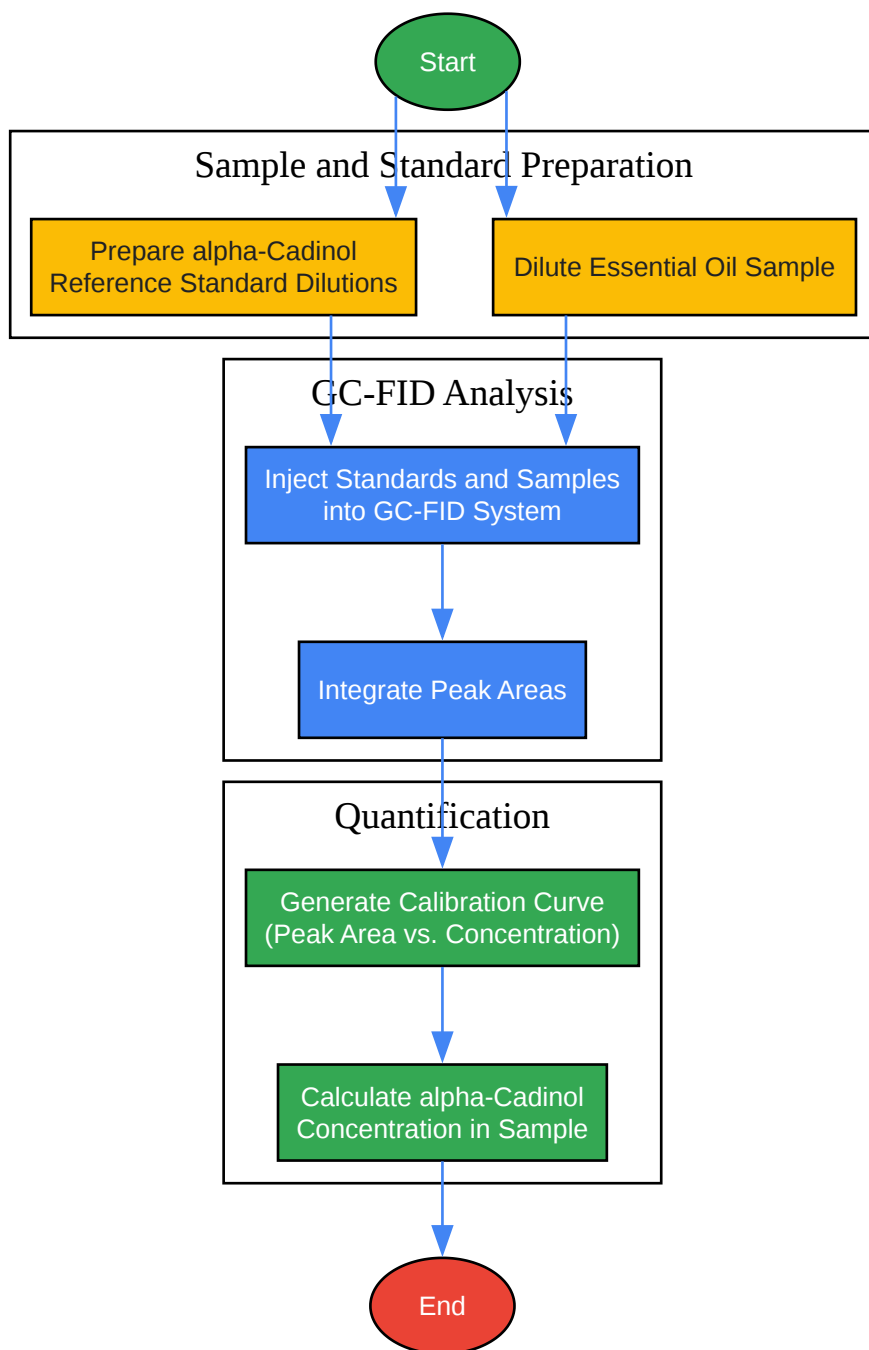 Start
Sample and Standard Preparation
Prepare alpha-Cadinol
Reference Standard Dilutions
Dilute Essential Oil Sample
GC-FID Analysis
Inject Standards and Samples
into GC-FID System
Integrate Peak Areas
Quantification
Generate Calibration Curve
(Peak Area vs. Concentration)
Calculate alpha-Cadinol
Concentration in Sample
End